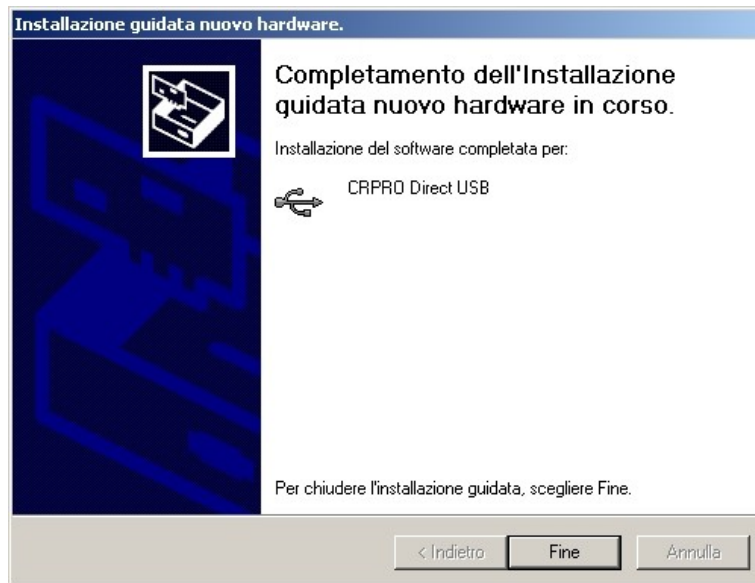 Installazione guidata nuovo hardware.
Completamento dell'Installazione
guidata nuovo hardware in corso.
Installazione del software completata per:
CRPRO Direct USB
Per chiudere l'installazione guidata, scegliere Fine.
< Indietro
Fine
Annulla